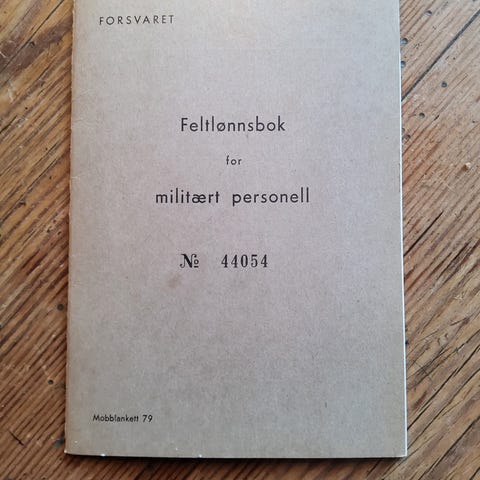 FORSVARET
Feltlønnsbok
for
militært personell
№ 44054
Mobblankett 79